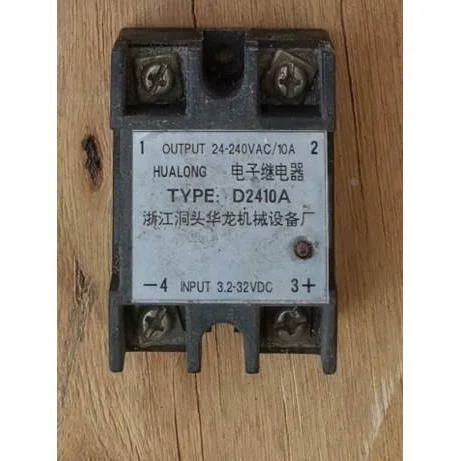 1 OUTPUT 24-240VAC/10A 2
HUALONG 电子继电器
TYPE: D2410A
浙江洞头华龙机械设备厂
−4 INPUT 3.2-32VDC 3+